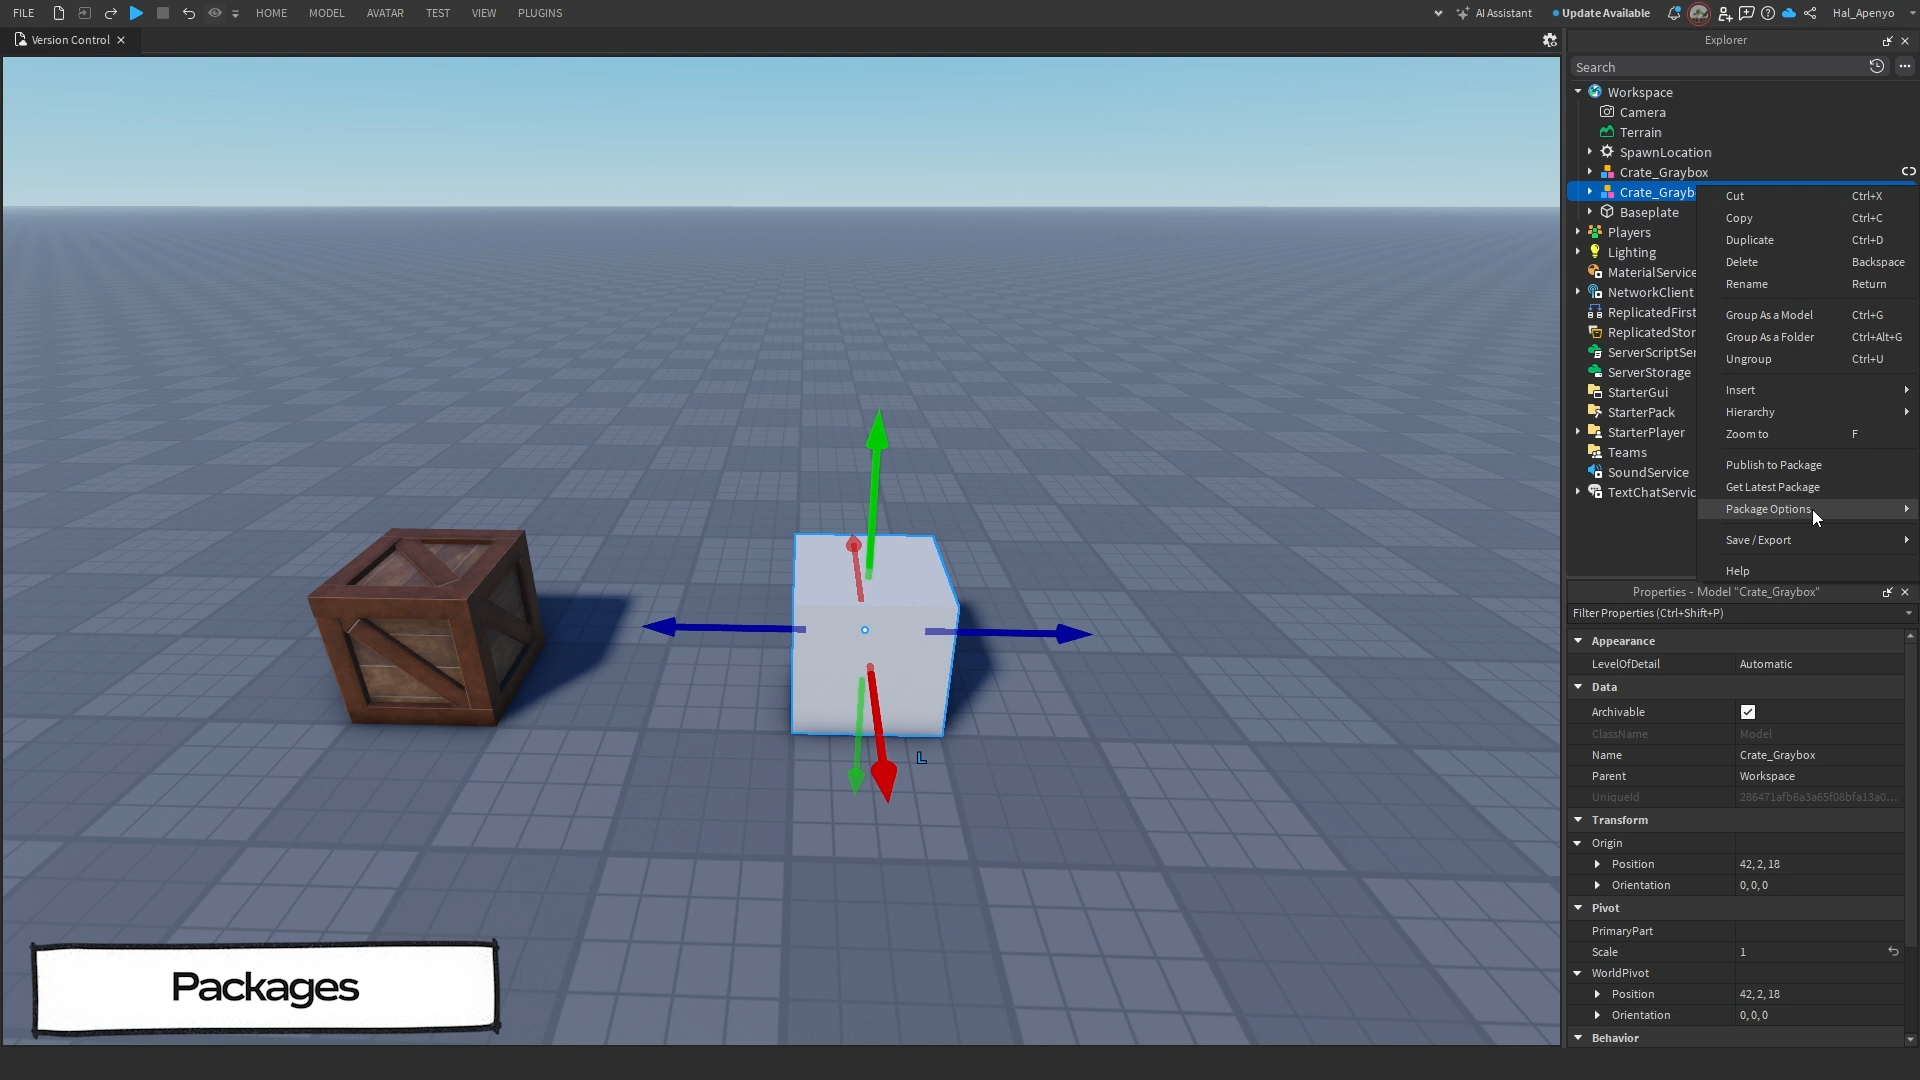 FILE HOME MODEL AVATAR TEST VIEW PLUGINS AI Assistant Update Available Hal_Apenyo
Version Control
Explorer
Search
Workspace
Camera
Terrain
SpawnLocation
Crate_Graybox
Crate_Graybo
Baseplate
Players
Lighting
MaterialService
NetworkClient
ReplicatedFirst
ReplicatedStor
ServerScriptSer
ServerStorage
StarterGui
StarterPack
StarterPlayer
Teams
SoundService
TextChatServic
Cut Ctrl+X
Copy Ctrl+C
Duplicate Ctrl+D
Delete Backspace
Rename Return
Group As a Model Ctrl+G
Group As a Folder Ctrl+Alt+G
Ungroup Ctrl+U
Insert
Hierarchy
Zoom to F
Publish to Package
Get Latest Package
Package Options
Save / Export
Help
Properties - Model "Crate_Graybox"
Filter Properties (Ctrl+Shift+P)
Appearance
LevelOfDetail Automatic
Data
Archivable
ClassName Model
Name Crate_Graybox
Parent Workspace
UniqueId 286471afb6a3a65f08bfa13a0...
Transform
Origin
Position 42, 2, 18
Orientation 0, 0, 0
Pivot
PrimaryPart
Scale 1
WorldPivot
Position 42, 2, 18
Orientation 0, 0, 0
Behavior
L
Packages